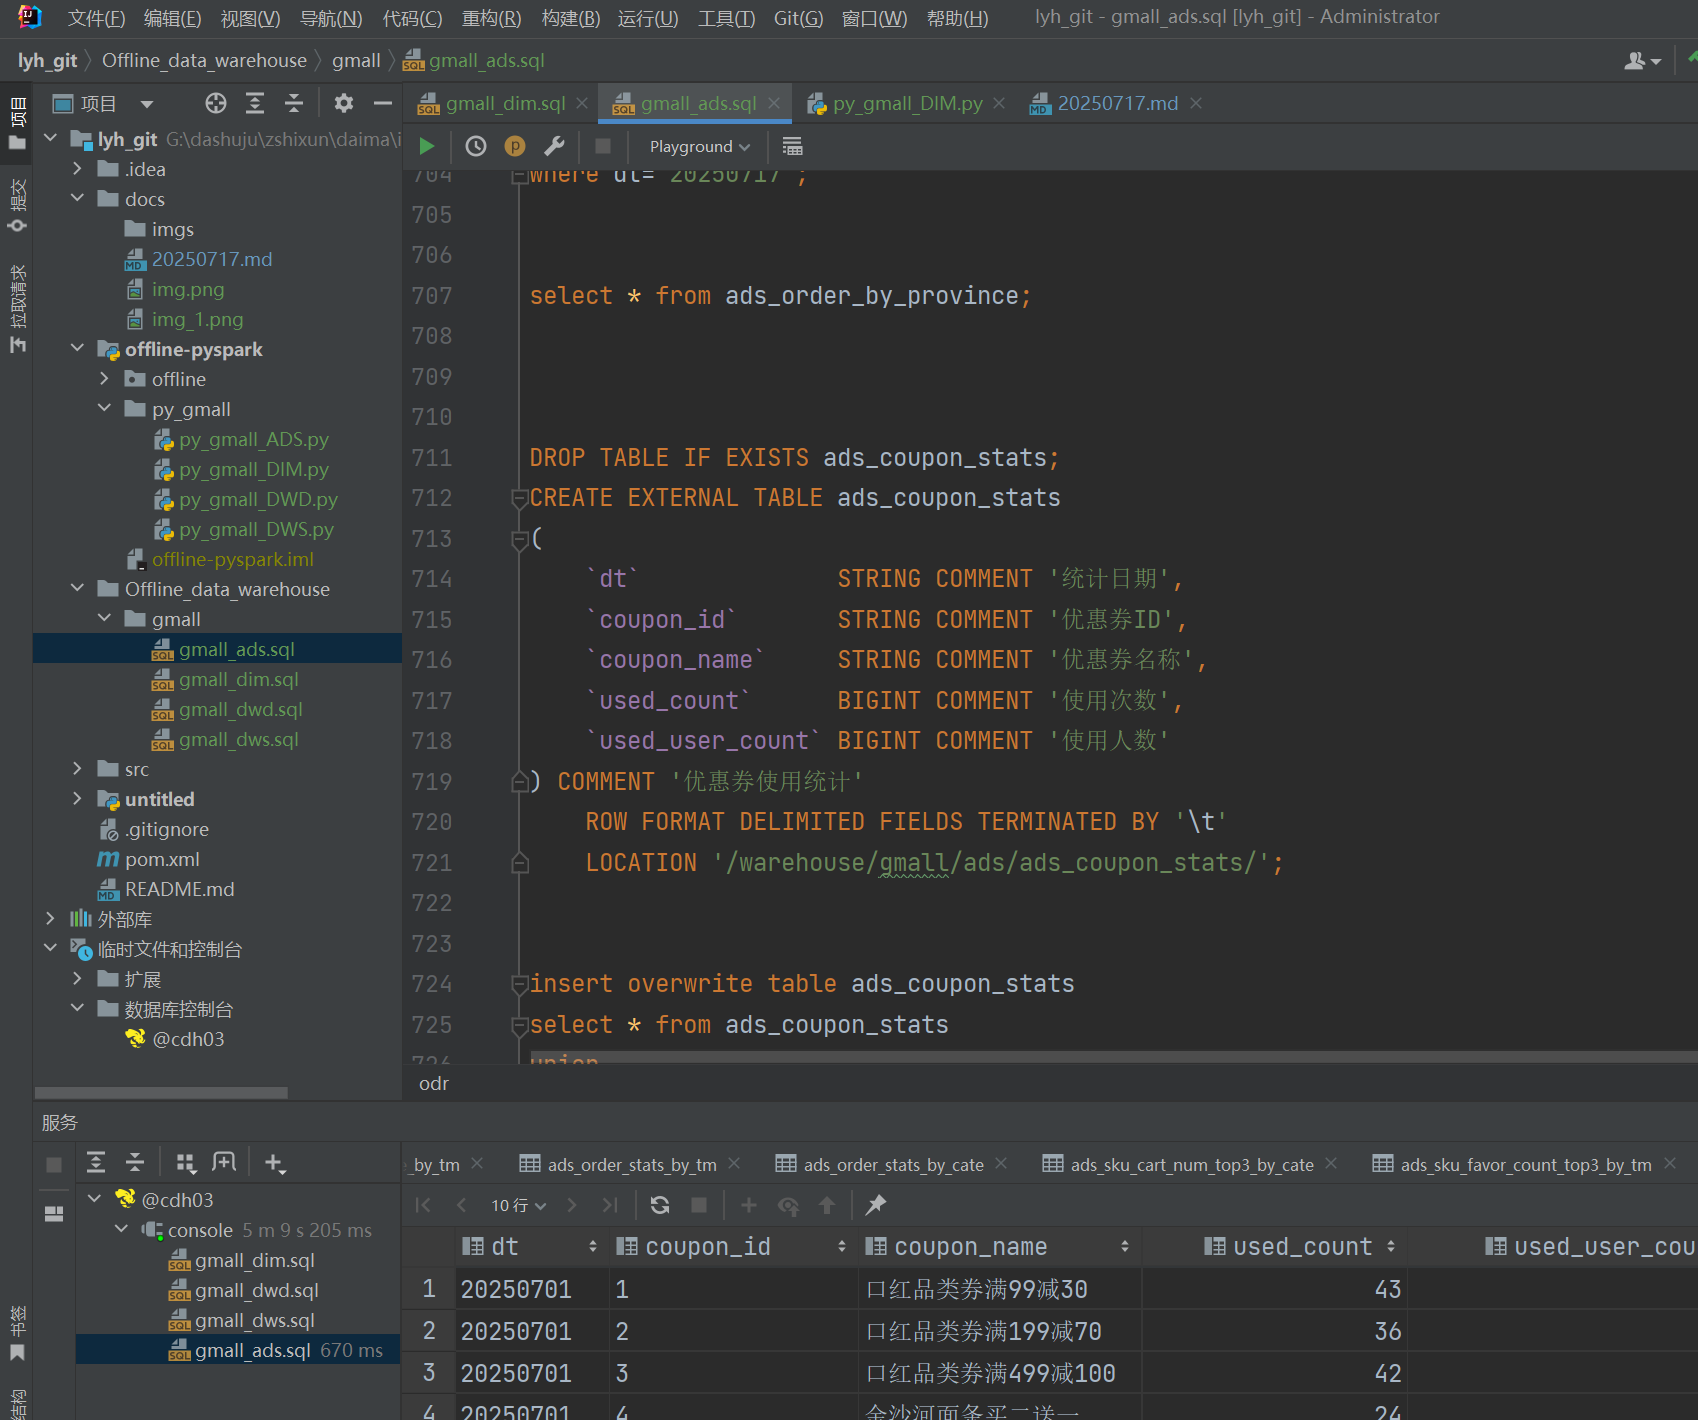 文件(F) 编辑(E) 视图(V) 导航(N) 代码(C) 重构(R) 构建(B) 运行(U) 工具(T) Git(G) 窗口(W) 帮助(H) lyh_git - gmall_ads.sql [lyh_git] - Administrator
lyh_git Offline_data_warehouse gmall gmall_ads.sql
项目
提交
拉取请求
书签
结构
项目
lyh_git G:\dashuju\zshixun\daima\i
.idea
docs
imgs
20250717.md
img.png
img_1.png
offline-pyspark
offline
py_gmall
py_gmall_ADS.py
py_gmall_DIM.py
py_gmall_DWD.py
py_gmall_DWS.py
offline-pyspark.iml
Offline_data_warehouse
gmall
gmall_ads.sql
gmall_dim.sql
gmall_dwd.sql
gmall_dws.sql
src
untitled
.gitignore
pom.xml
README.md
外部库
临时文件和控制台
扩展
数据库控制台
@cdh03
gmall_dim.sql gmall_ads.sql py_gmall_DIM.py 20250717.md
Playground
704 where dt='20250717';
705
706
707 select * from ads_order_by_province;
708
709
710
711 DROP TABLE IF EXISTS ads_coupon_stats;
712 CREATE EXTERNAL TABLE ads_coupon_stats
713 (
714 `dt` STRING COMMENT '统计日期',
715 `coupon_id` STRING COMMENT '优惠券ID',
716 `coupon_name` STRING COMMENT '优惠券名称',
717 `used_count` BIGINT COMMENT '使用次数',
718 `used_user_count` BIGINT COMMENT '使用人数'
719 ) COMMENT '优惠券使用统计'
720 ROW FORMAT DELIMITED FIELDS TERMINATED BY '\t'
721 LOCATION '/warehouse/gmall/ads/ads_coupon_stats/';
722
723
724 insert overwrite table ads_coupon_stats
725 select * from ads_coupon_stats
726 union
odr
服务
@cdh03
console 5 m 9 s 205 ms
gmall_dim.sql
gmall_dwd.sql
gmall_dws.sql
gmall_ads.sql 670 ms
_by_tm ads_order_stats_by_tm ads_order_stats_by_cate ads_sku_cart_num_top3_by_cate ads_sku_favor_count_top3_by_tm
10 行
dt coupon_id coupon_name used_count used_user_cou
1 20250701 1 口红品类券满99减30 43
2 20250701 2 口红品类券满199减70 36
3 20250701 3 口红品类券满499减100 42
4 20250701 4 金沙河面条买二送一 24